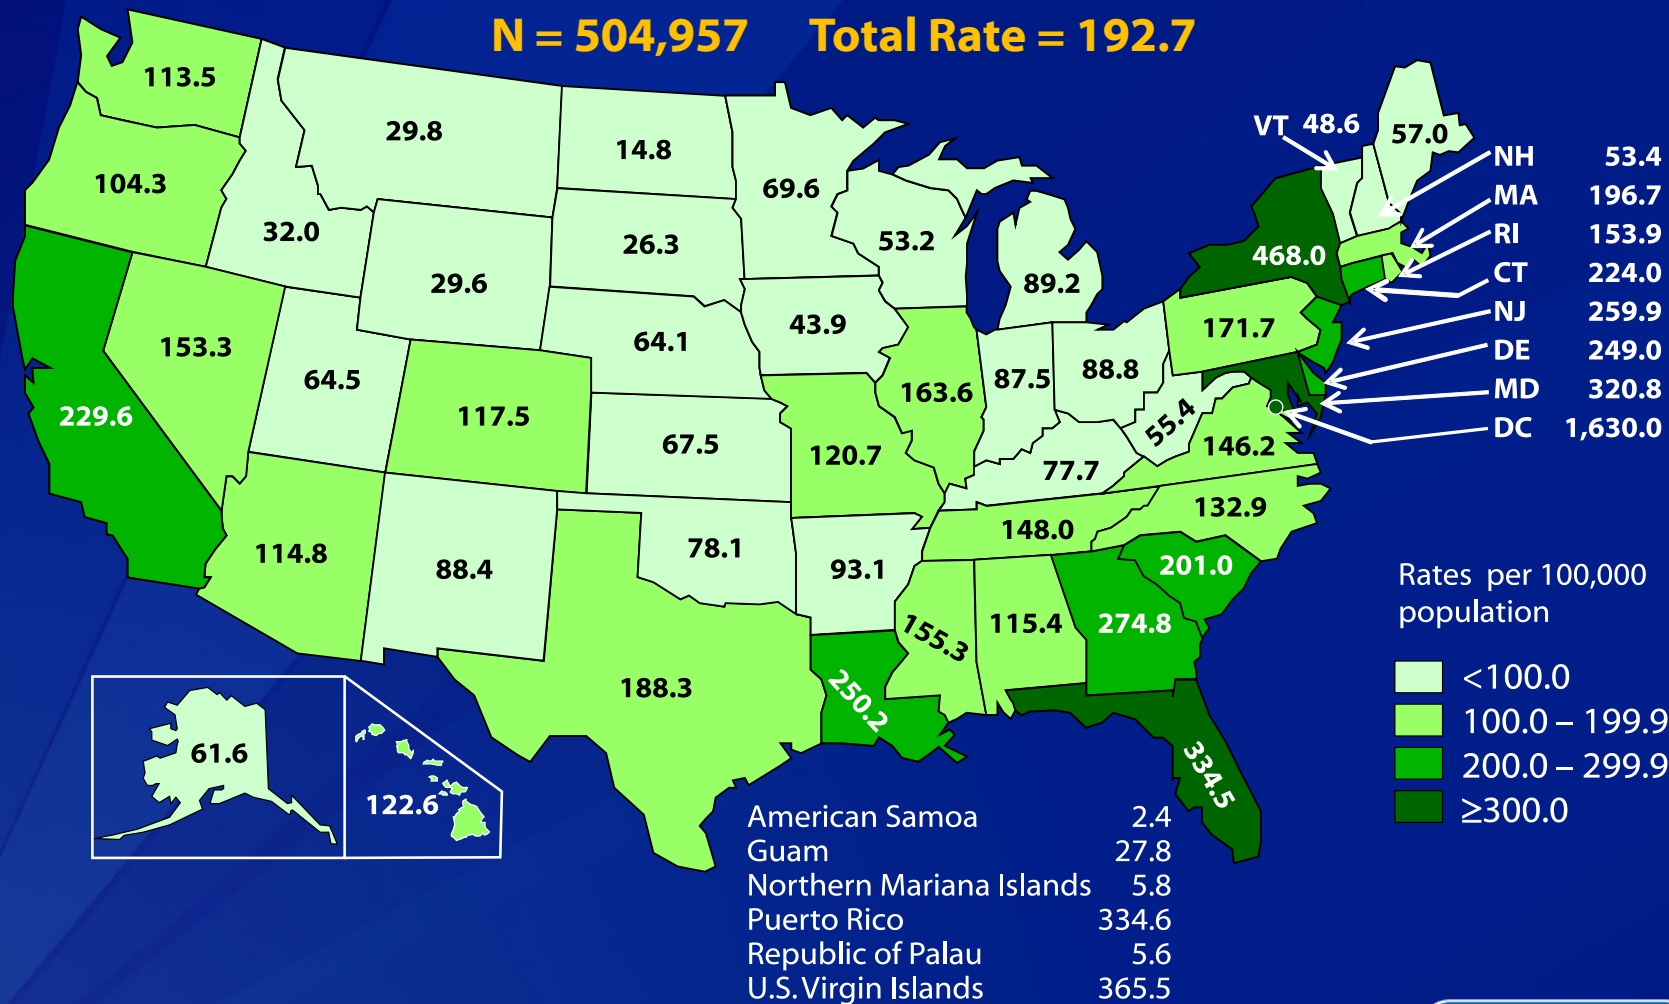 N = 504,957 Total Rate = 192.7
113.5
29.8
14.8
69.6
VT 48.6
57.0
104.3
32.0
26.3
53.2
NH 53.4
MA 196.7
RI 153.9
CT 224.0
NJ 259.9
DE 249.0
MD 320.8
DC 1,630.0
468.0
29.6
89.2
153.3
64.1
43.9
171.7
64.5
163.6
87.5
88.8
229.6
117.5
67.5
120.7
55.4
146.2
77.7
132.9
148.0
114.8
88.4
78.1
93.1
201.0
155.3
115.4
274.8
188.3
250.2
334.5
61.6
122.6
Rates per 100,000
population
<100.0
100.0 – 199.9
200.0 – 299.9
≥300.0
American Samoa 2.4
Guam 27.8
Northern Mariana Islands 5.8
Puerto Rico 334.6
Republic of Palau 5.6
U.S. Virgin Islands 365.5